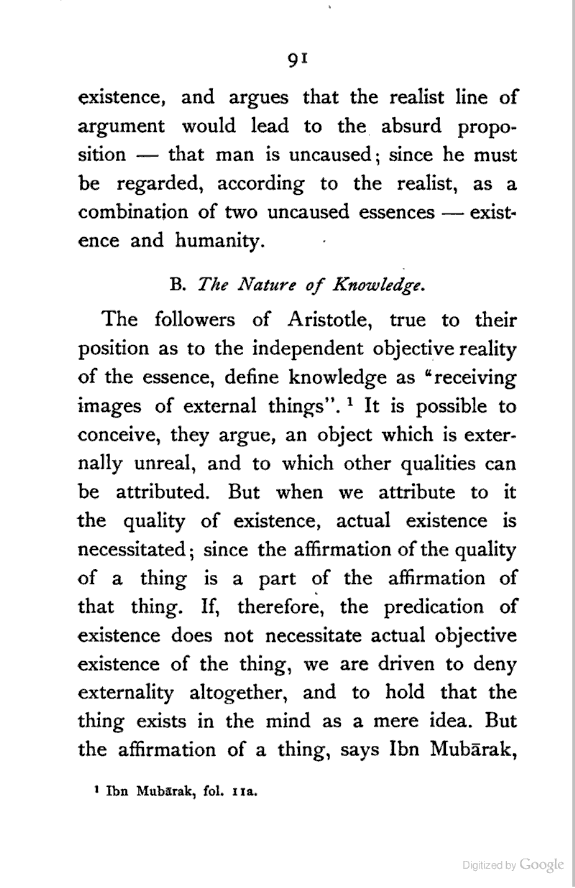 91
existence, and argues that the realist line of
argument would lead to the absurd propo-
sition — that man is uncaused; since he must
be regarded, according to the realist, as a
combination of two uncaused essences — exist-
ence and humanity.
B. The Nature of Knowledge.
The followers of Aristotle, true to their
position as to the independent objective reality
of the essence, define knowledge as “receiving
images of external things”. ¹ It is possible to
conceive, they argue, an object which is exter-
nally unreal, and to which other qualities can
be attributed. But when we attribute to it
the quality of existence, actual existence is
necessitated; since the affirmation of the quality
of a thing is a part of the affirmation of
that thing. If, therefore, the predication of
existence does not necessitate actual objective
existence of the thing, we are driven to deny
externality altogether, and to hold that the
thing exists in the mind as a mere idea. But
the affirmation of a thing, says Ibn Mubārak,
¹ Ibn Mubārak, fol. 11a.
Digitized by Google